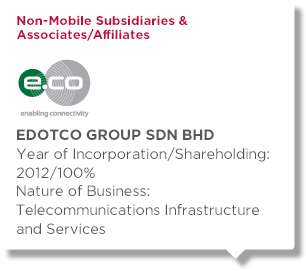 Non-Mobile Subsidiaries &
Associates/Affiliates
e.co
enabling connectivity
EDOTCO GROUP SDN BHD
Year of Incorporation/Shareholding:
2012/100%
Nature of Business:
Telecommunications Infrastructure
and Services